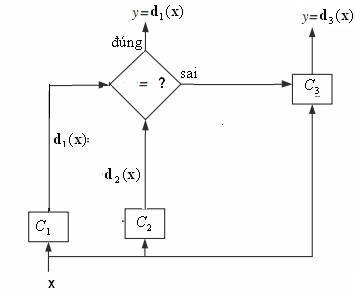 y=d₁(x)
y=d₃(x)
đúng
= ?
sai
C₃
d₁(x):
d₂(x)
C₁
C₂
x